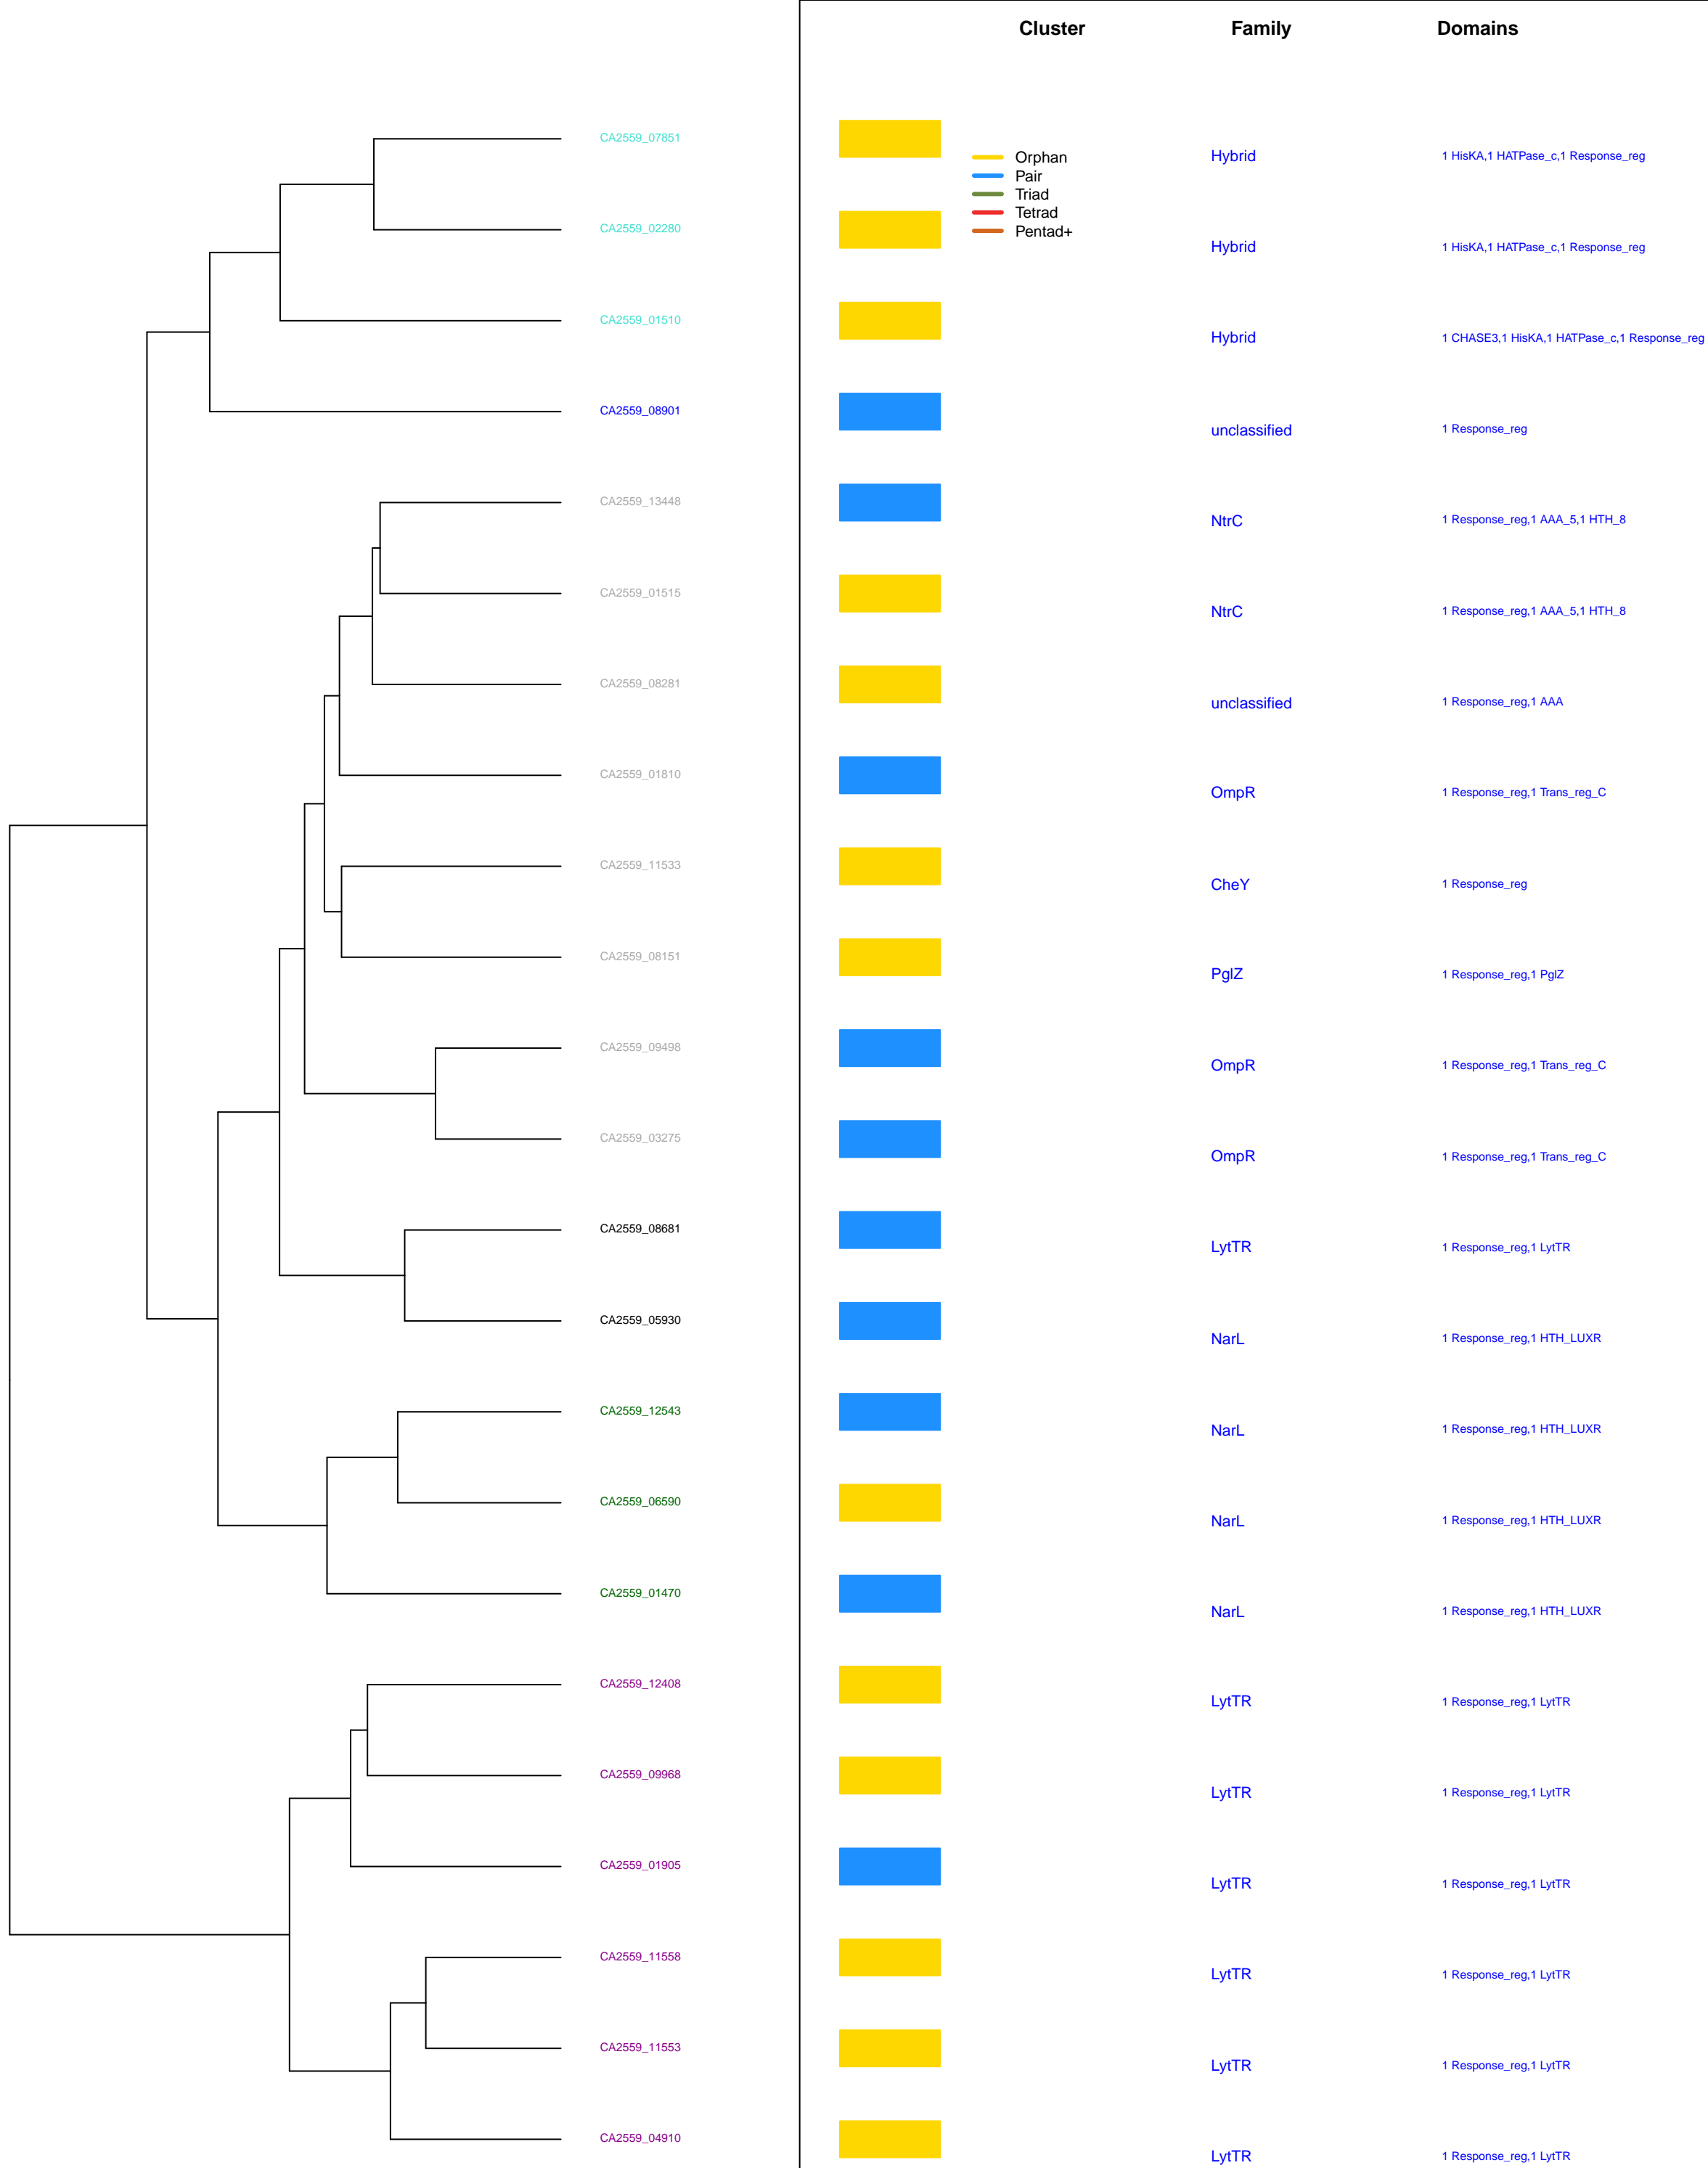 Cluster Family Domains
CA2559_07851 Hybrid 1 HisKA,1 HATPase_c,1 Response_reg
Orphan
Pair
Triad
Tetrad
Pentad+
CA2559_02280 Hybrid 1 HisKA,1 HATPase_c,1 Response_reg
CA2559_01510 Hybrid 1 CHASE3,1 HisKA,1 HATPase_c,1 Response_reg
CA2559_08901 unclassified 1 Response_reg
CA2559_13448 NtrC 1 Response_reg,1 AAA_5,1 HTH_8
CA2559_01515 NtrC 1 Response_reg,1 AAA_5,1 HTH_8
CA2559_08281 unclassified 1 Response_reg,1 AAA
CA2559_01810 OmpR 1 Response_reg,1 Trans_reg_C
CA2559_11533 CheY 1 Response_reg
CA2559_08151 PglZ 1 Response_reg,1 PglZ
CA2559_09498 OmpR 1 Response_reg,1 Trans_reg_C
CA2559_03275 OmpR 1 Response_reg,1 Trans_reg_C
CA2559_08681 LytTR 1 Response_reg,1 LytTR
CA2559_05930 NarL 1 Response_reg,1 HTH_LUXR
CA2559_12543 NarL 1 Response_reg,1 HTH_LUXR
CA2559_06590 NarL 1 Response_reg,1 HTH_LUXR
CA2559_01470 NarL 1 Response_reg,1 HTH_LUXR
CA2559_12408 LytTR 1 Response_reg,1 LytTR
CA2559_09968 LytTR 1 Response_reg,1 LytTR
CA2559_01905 LytTR 1 Response_reg,1 LytTR
CA2559_11558 LytTR 1 Response_reg,1 LytTR
CA2559_11553 LytTR 1 Response_reg,1 LytTR
CA2559_04910 LytTR 1 Response_reg,1 LytTR